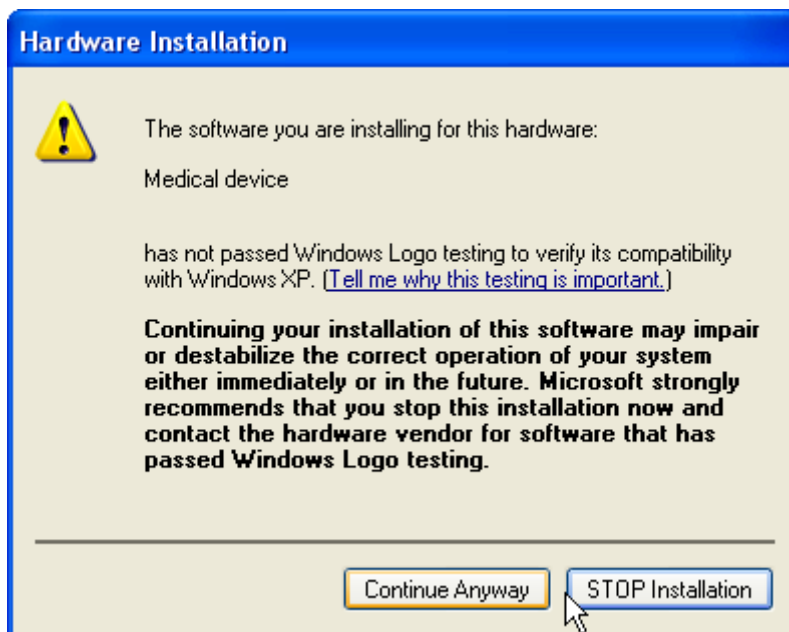 Hardware Installation
The software you are installing for this hardware:
Medical device
has not passed Windows Logo testing to verify its compatibility
with Windows XP. (Tell me why this testing is important.)
Continuing your installation of this software may impair
or destabilize the correct operation of your system
either immediately or in the future. Microsoft strongly
recommends that you stop this installation now and
contact the hardware vendor for software that has
passed Windows Logo testing.
Continue Anyway
STOP Installation